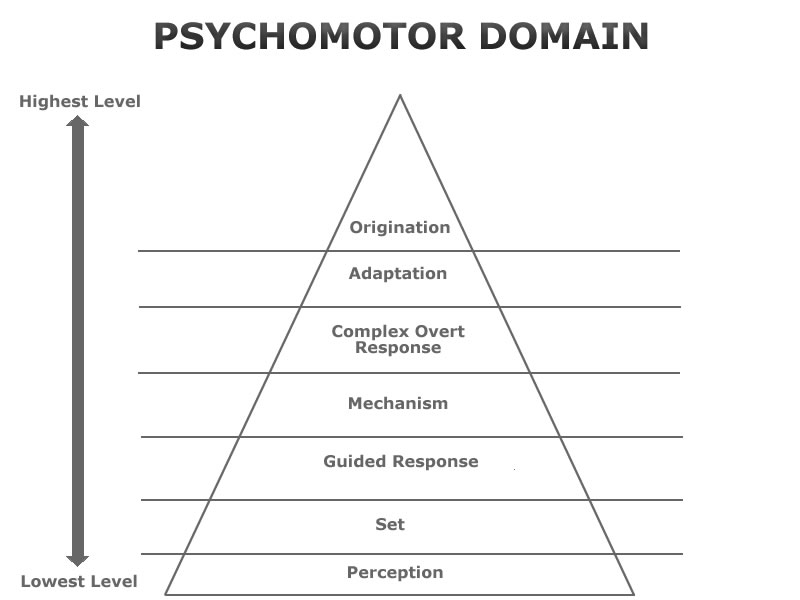 PSYCHOMOTOR DOMAIN
Highest Level
Origination
Adaptation
Complex Overt
Response
Mechanism
Guided Response
Set
Perception
Lowest Level